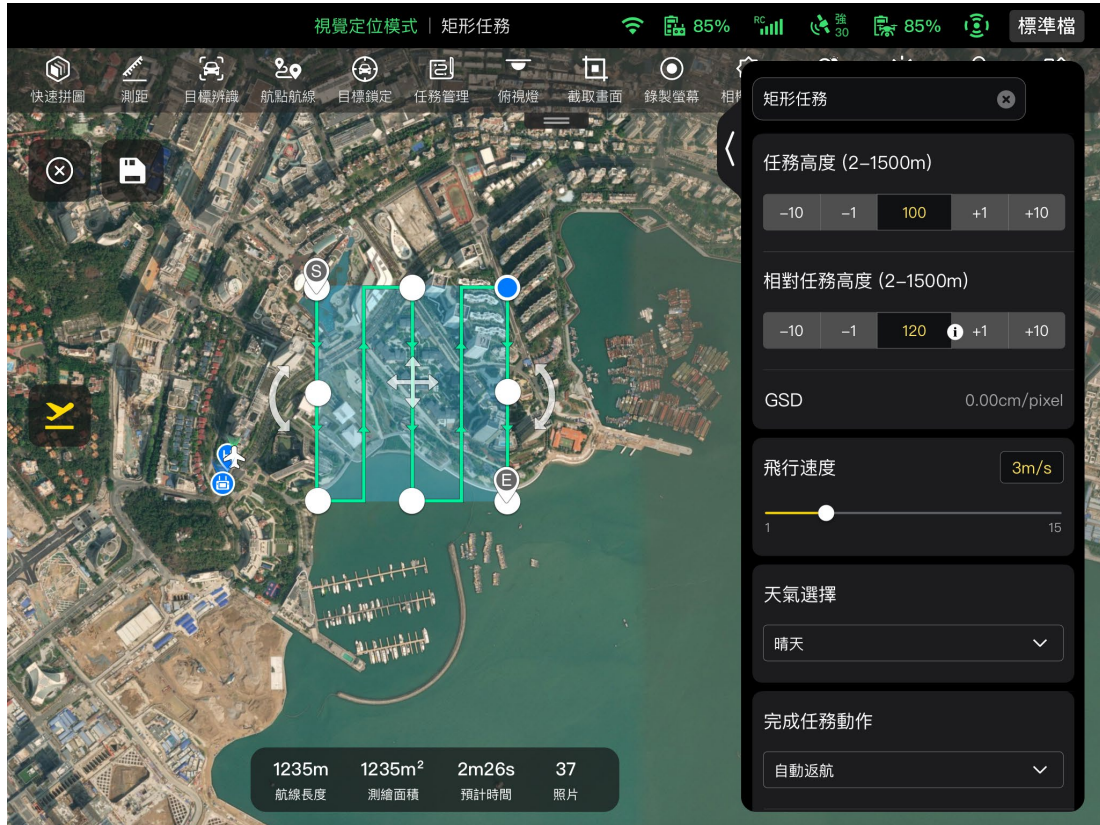 視覺定位模式 | 矩形任務
85%
RC
強
30
85%
標準檔
快速拼圖
測距
目標辨識
航點航線
目標鎖定
任務管理
俯視燈
截取畫面
錄製螢幕
矩形任務
任務高度 (2–1500m)
–10 –1 100 +1 +10
相對任務高度 (2–1500m)
–10 –1 120 i +1 +10
GSD 0.00cm/pixel
飛行速度 3m/s
1 15
天氣選擇
晴天
完成任務動作
自動返航
S
E
1235m 1235m² 2m26s 37
航線長度 測繪面積 預計時間 照片